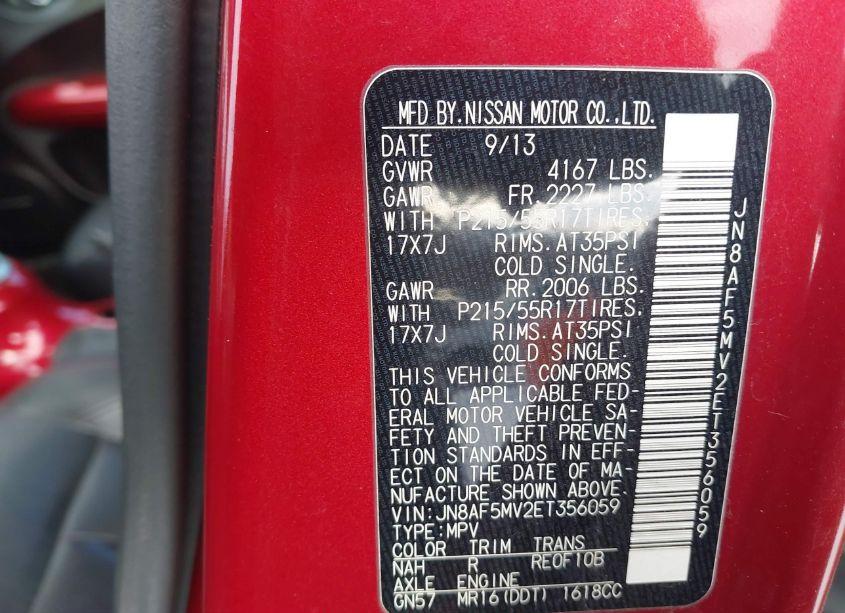 MFD BY.NISSAN MOTOR CO.,LTD.
DATE 9/13
GVWR 4167 LBS.
GAWR FR.2227 LBS.
WITH P215/55R17TIRES.
17X7J RIMS.AT35PSI
COLD SINGLE.
GAWR RR.2006 LBS.
WITH P215/55R17TIRES.
17X7J RIMS.AT35PSI
COLD SINGLE.
THIS VEHICLE CONFORMS
TO ALL APPLICABLE FED-
ERAL MOTOR VEHICLE SA-
FETY AND THEFT PREVEN-
TION STANDARDS IN EFF-
ECT ON THE DATE OF MA-
NUFACTURE SHOWN ABOVE.
VIN:JN8AF5MV2ET356059
TYPE:MPV
COLOR TRIM TRANS
NAH R RE0F10B
AXLE ENGINE
GN57 MR16(DDT) 1618CC
JN8AF5MV2ET356059